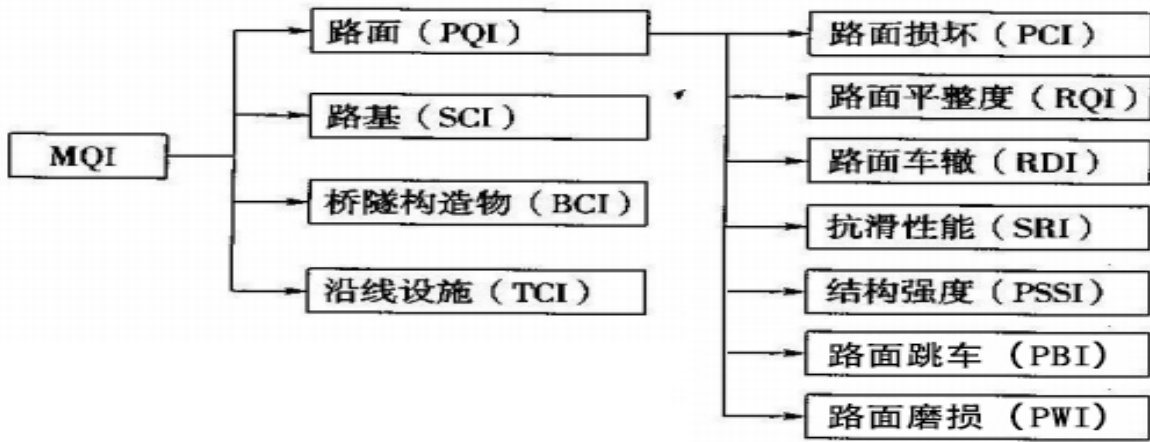 MQI
路面（PQI）
路基（SCI）
桥隧构造物（BCI）
沿线设施（TCI）
路面损坏（PCI）
路面平整度（RQI）
路面车辙（RDI）
抗滑性能（SRI）
结构强度（PSSI）
路面跳车（PBI）
路面磨损（PWI）